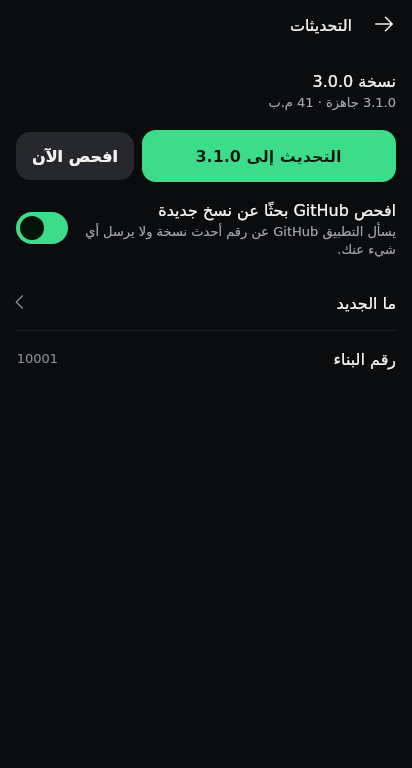 التحديثات
نسخة 3.0.0
3.1.0 جاهزة · 41 م.ب
التحديث إلى 3.1.0
افحص الآن
افحص GitHub بحثًا عن نسخ جديدة
يسأل التطبيق GitHub عن رقم أحدث نسخة ولا يرسل أي
شيء عنك.
ما الجديد
رقم البناء
10001